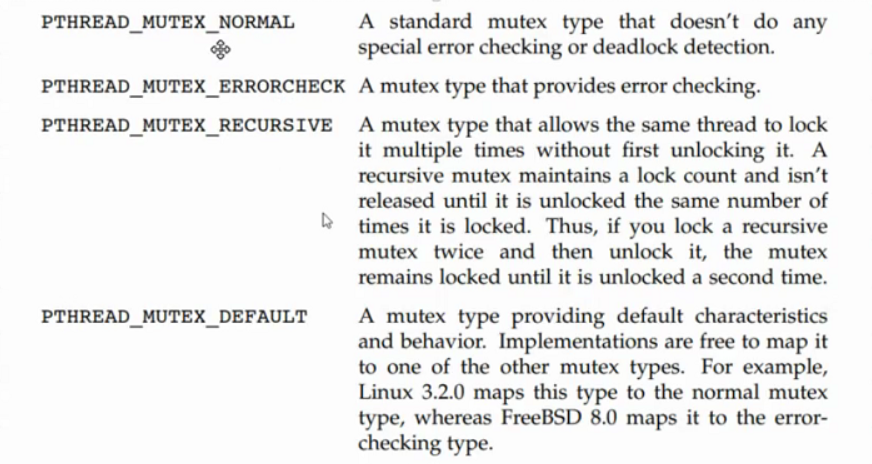 PTHREAD_MUTEX_NORMAL A standard mutex type that doesn’t do any
special error checking or deadlock detection.
PTHREAD_MUTEX_ERRORCHECK A mutex type that provides error checking.
PTHREAD_MUTEX_RECURSIVE A mutex type that allows the same thread to lock
it multiple times without first unlocking it. A
recursive mutex maintains a lock count and isn’t
released until it is unlocked the same number of
times it is locked. Thus, if you lock a recursive
mutex twice and then unlock it, the mutex
remains locked until it is unlocked a second time.
PTHREAD_MUTEX_DEFAULT A mutex type providing default characteristics
and behavior. Implementations are free to map it
to one of the other mutex types. For example,
Linux 3.2.0 maps this type to the normal mutex
type, whereas FreeBSD 8.0 maps it to the error-
checking type.